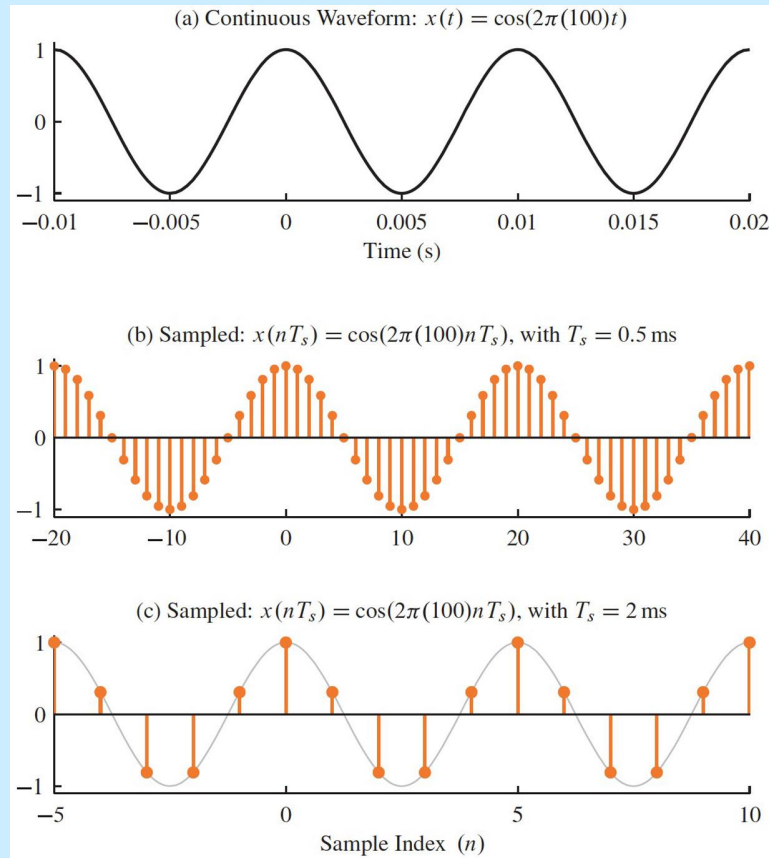 (a) Continuous Waveform: x(t) = cos(2π(100)t)
1
0
−1
−0.01 −0.005 0 0.005 0.01 0.015 0.02
Time (s)
(b) Sampled: x(nTₛ) = cos(2π(100)nTₛ), with Tₛ = 0.5 ms
1
0
−1
−20 −10 0 10 20 30 40
(c) Sampled: x(nTₛ) = cos(2π(100)nTₛ), with Tₛ = 2 ms
1
0
−1
−5 0 5 10
Sample Index (n)